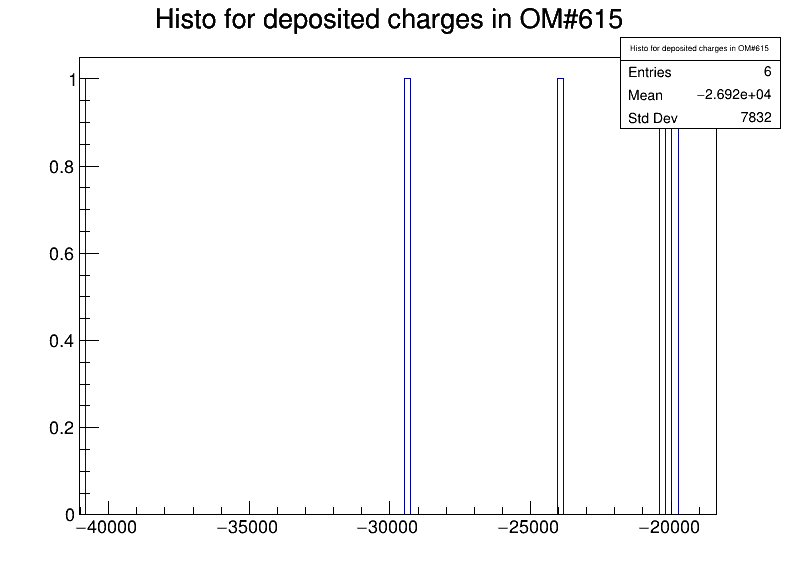 Histo for deposited charges in OM#615
Histo for deposited charges in OM#615
Entries 6
Mean −2.692e+04
Std Dev 7832
1
0.8
0.6
0.4
0.2
0
−40000 −35000 −30000 −25000 −20000